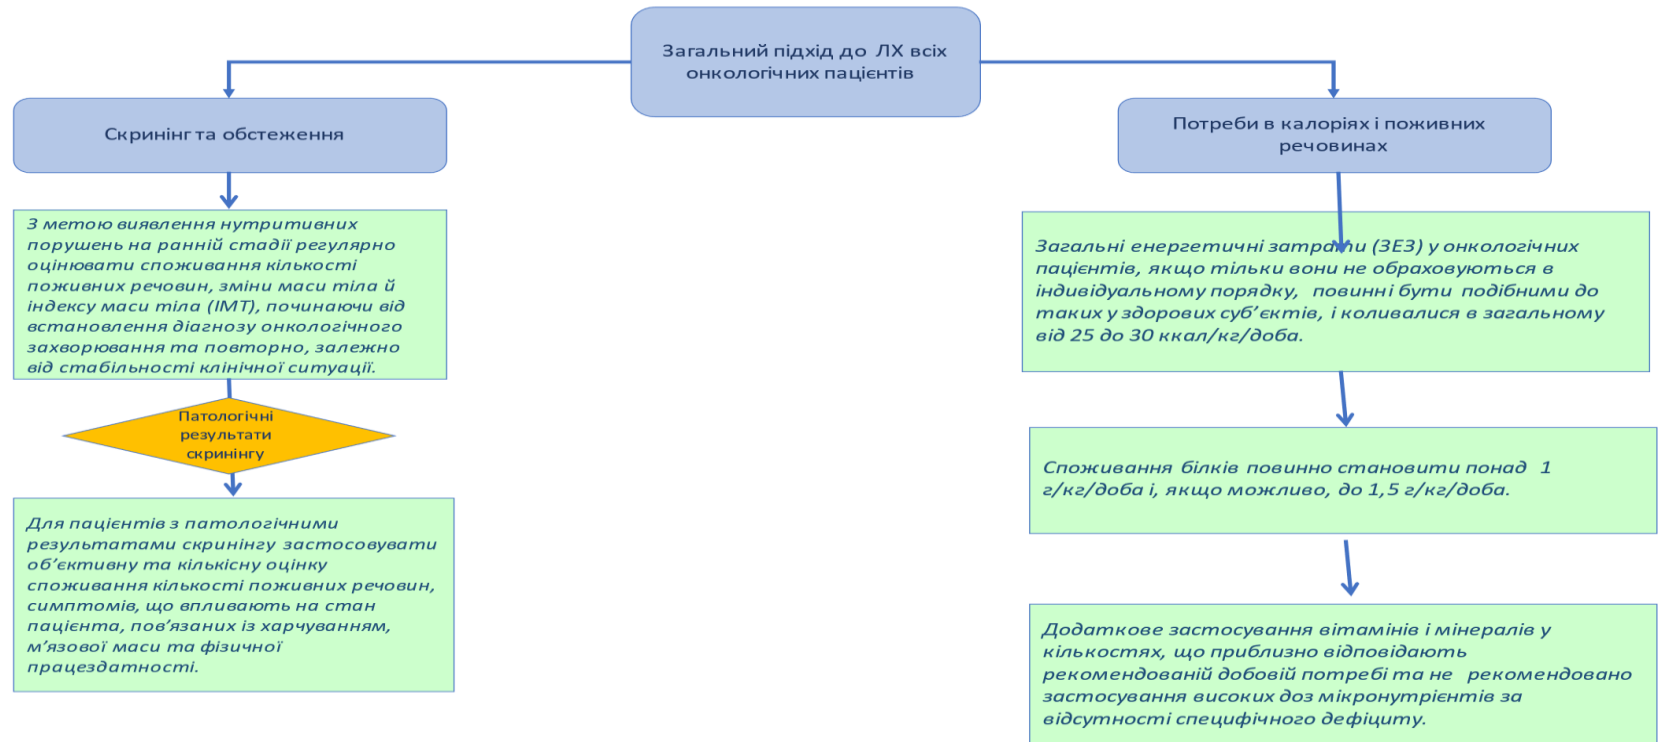 Загальний підхід до ЛХ всіх
онкологічних пацієнтів
Скринінг та обстеження
З метою виявлення нутритивних
порушень на ранній стадії регулярно
оцінювати споживання кількості
поживних речовин, зміни маси тіла й
індексу маси тіла (ІМТ), починаючи від
встановлення діагнозу онкологічного
захворювання та повторно, залежно
від стабільності клінічної ситуації.
Патологічні
результати
скринінгу
Для пацієнтів з патологічними
результатами скринінгу застосовувати
об’єктивну та кількісну оцінку
споживання кількості поживних речовин,
симптомів, що впливають на стан
пацієнта, пов’язаних із харчуванням,
м’язової маси та фізичної
працездатності.
Потреби в калоріях і поживних
речовинах
Загальні енергетичні затрати (ЗЕЗ) у онкологічних
пацієнтів, якщо тільки вони не обраховуються в
індивідуальному порядку, повинні бути подібними до
таких у здорових суб’єктів, і коливалися в загальному
від 25 до 30 ккал/кг/доба.
Споживання білків повинно становити понад 1
г/кг/доба і, якщо можливо, до 1,5 г/кг/доба.
Додаткове застосування вітамінів і мінералів у
кількостях, що приблизно відповідають
рекомендованій добовій потребі та не рекомендовано
застосування високих доз мікронутрієнтів за
відсутності специфічного дефіциту.